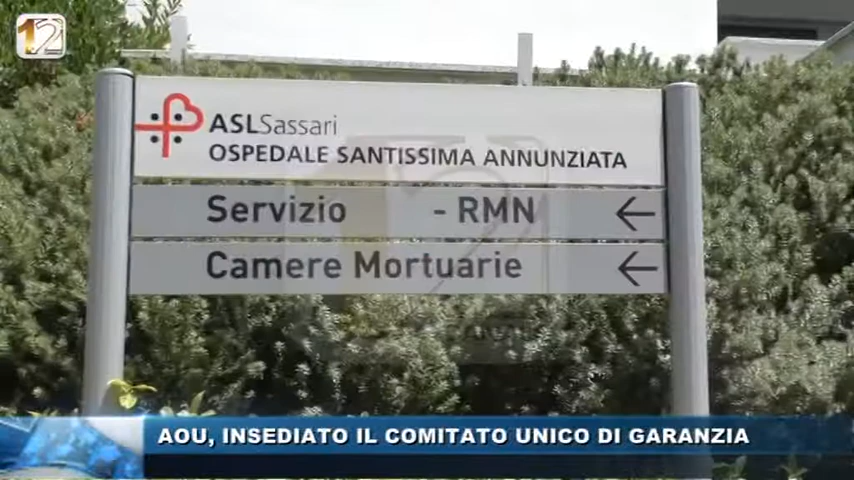 12
ASLSassari
OSPEDALE SANTISSIMA ANNUNZIATA
Servizio - RMN
Camere Mortuarie
AOU, INSEDIATO IL COMITATO UNICO DI GARANZIA